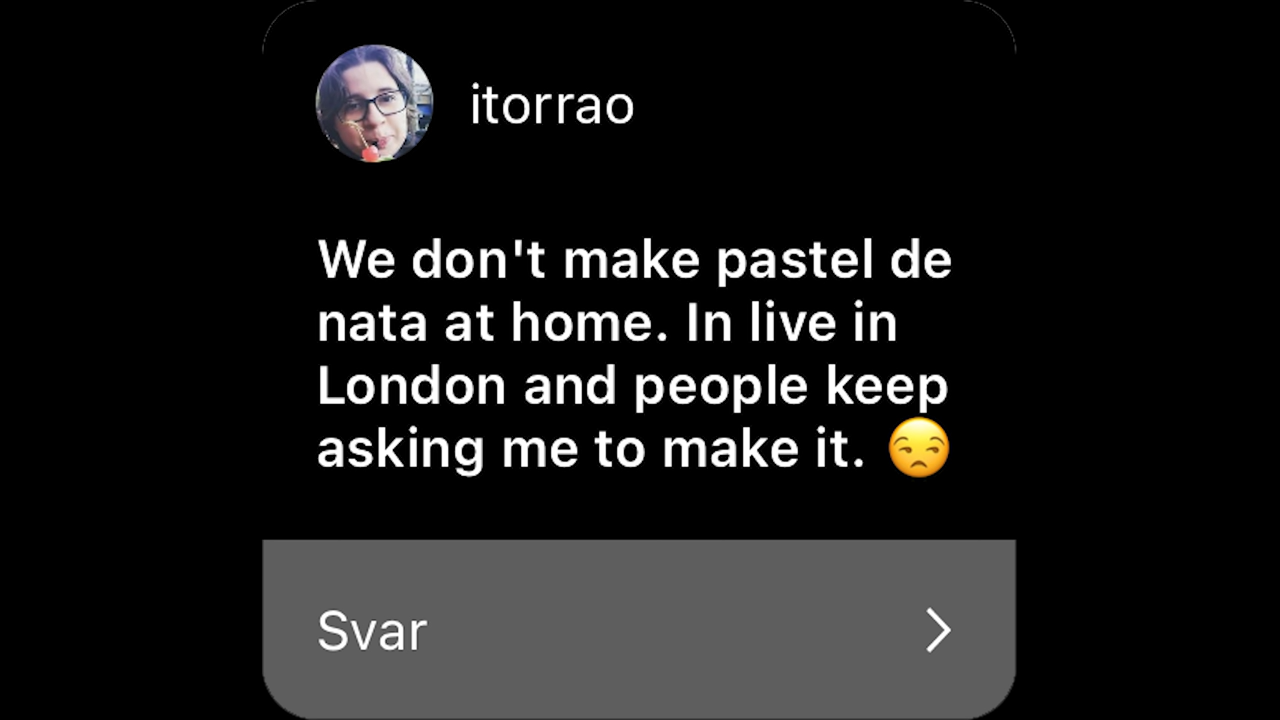 itorrao
We don't make pastel de
nata at home. In live in
London and people keep
asking me to make it. 😒
Svar